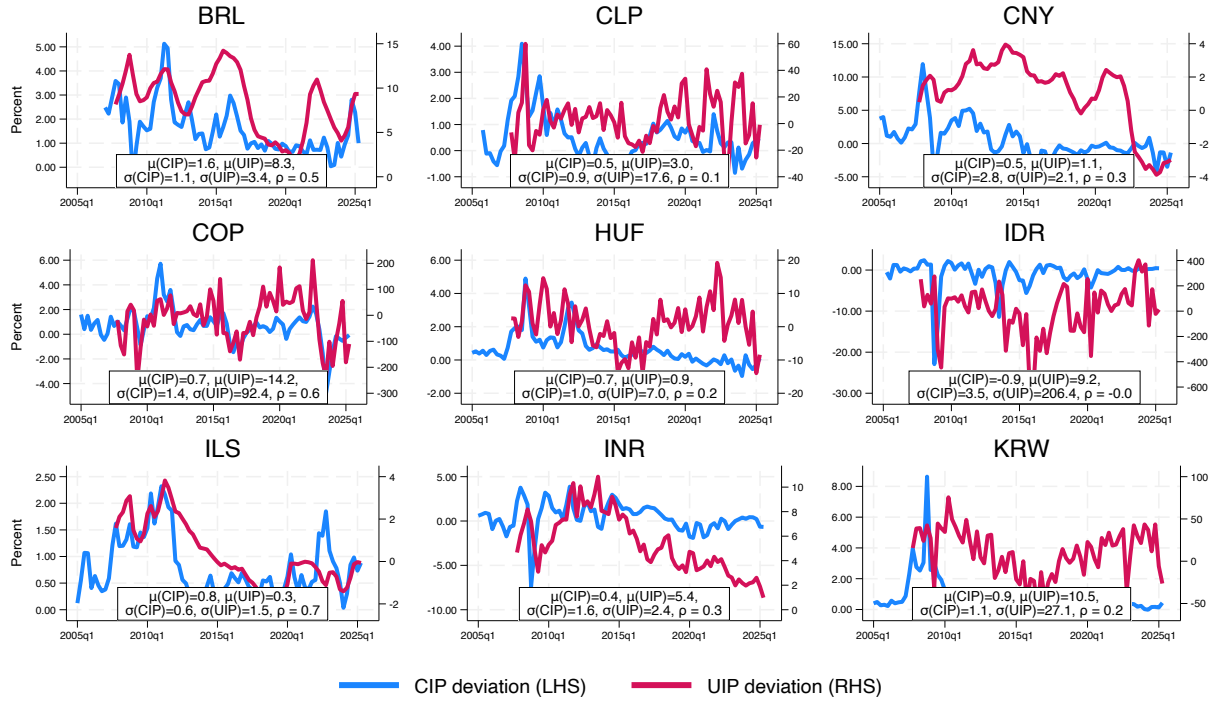 BRL
CLP
CNY
Percent
5.00
4.00
3.00
2.00
1.00
0.00
15
10
5
0
μ(CIP)=1.6, μ(UIP)=8.3,
σ(CIP)=1.1, σ(UIP)=3.4, ρ = 0.5
2005q1 2010q1 2015q1 2020q1 2025q1
4.00
3.00
2.00
1.00
0.00
-1.00
60
40
20
0
-20
-40
μ(CIP)=0.5, μ(UIP)=3.0,
σ(CIP)=0.9, σ(UIP)=17.6, ρ = 0.1
2005q1 2010q1 2015q1 2020q1 2025q1
15.00
10.00
5.00
0.00
-5.00
4
2
0
-2
-4
μ(CIP)=0.5, μ(UIP)=1.1,
σ(CIP)=2.8, σ(UIP)=2.1, ρ = 0.3
2005q1 2010q1 2015q1 2020q1 2025q1
COP
HUF
IDR
Percent
6.00
4.00
2.00
0.00
-2.00
-4.00
200
100
0
-100
-200
-300
μ(CIP)=0.7, μ(UIP)=-14.2,
σ(CIP)=1.4, σ(UIP)=92.4, ρ = 0.6
2005q1 2010q1 2015q1 2020q1 2025q1
6.00
4.00
2.00
0.00
-2.00
20
10
0
-10
-20
μ(CIP)=0.7, μ(UIP)=0.9,
σ(CIP)=1.0, σ(UIP)=7.0, ρ = 0.2
2005q1 2010q1 2015q1 2020q1 2025q1
0.00
-10.00
-20.00
-30.00
400
200
0
-200
-400
-600
μ(CIP)=-0.9, μ(UIP)=9.2,
σ(CIP)=3.5, σ(UIP)=206.4, ρ = -0.0
2005q1 2010q1 2015q1 2020q1 2025q1
ILS
INR
KRW
Percent
2.50
2.00
1.50
1.00
0.50
0.00
4
2
0
-2
μ(CIP)=0.8, μ(UIP)=0.3,
σ(CIP)=0.6, σ(UIP)=1.5, ρ = 0.7
2005q1 2010q1 2015q1 2020q1 2025q1
5.00
0.00
-5.00
-10.00
10
8
6
4
2
0
μ(CIP)=0.4, μ(UIP)=5.4,
σ(CIP)=1.6, σ(UIP)=2.4, ρ = 0.3
2005q1 2010q1 2015q1 2020q1 2025q1
8.00
6.00
4.00
2.00
0.00
100
50
0
-50
μ(CIP)=0.9, μ(UIP)=10.5,
σ(CIP)=1.1, σ(UIP)=27.1, ρ = 0.2
2005q1 2010q1 2015q1 2020q1 2025q1
CIP deviation (LHS) UIP deviation (RHS)